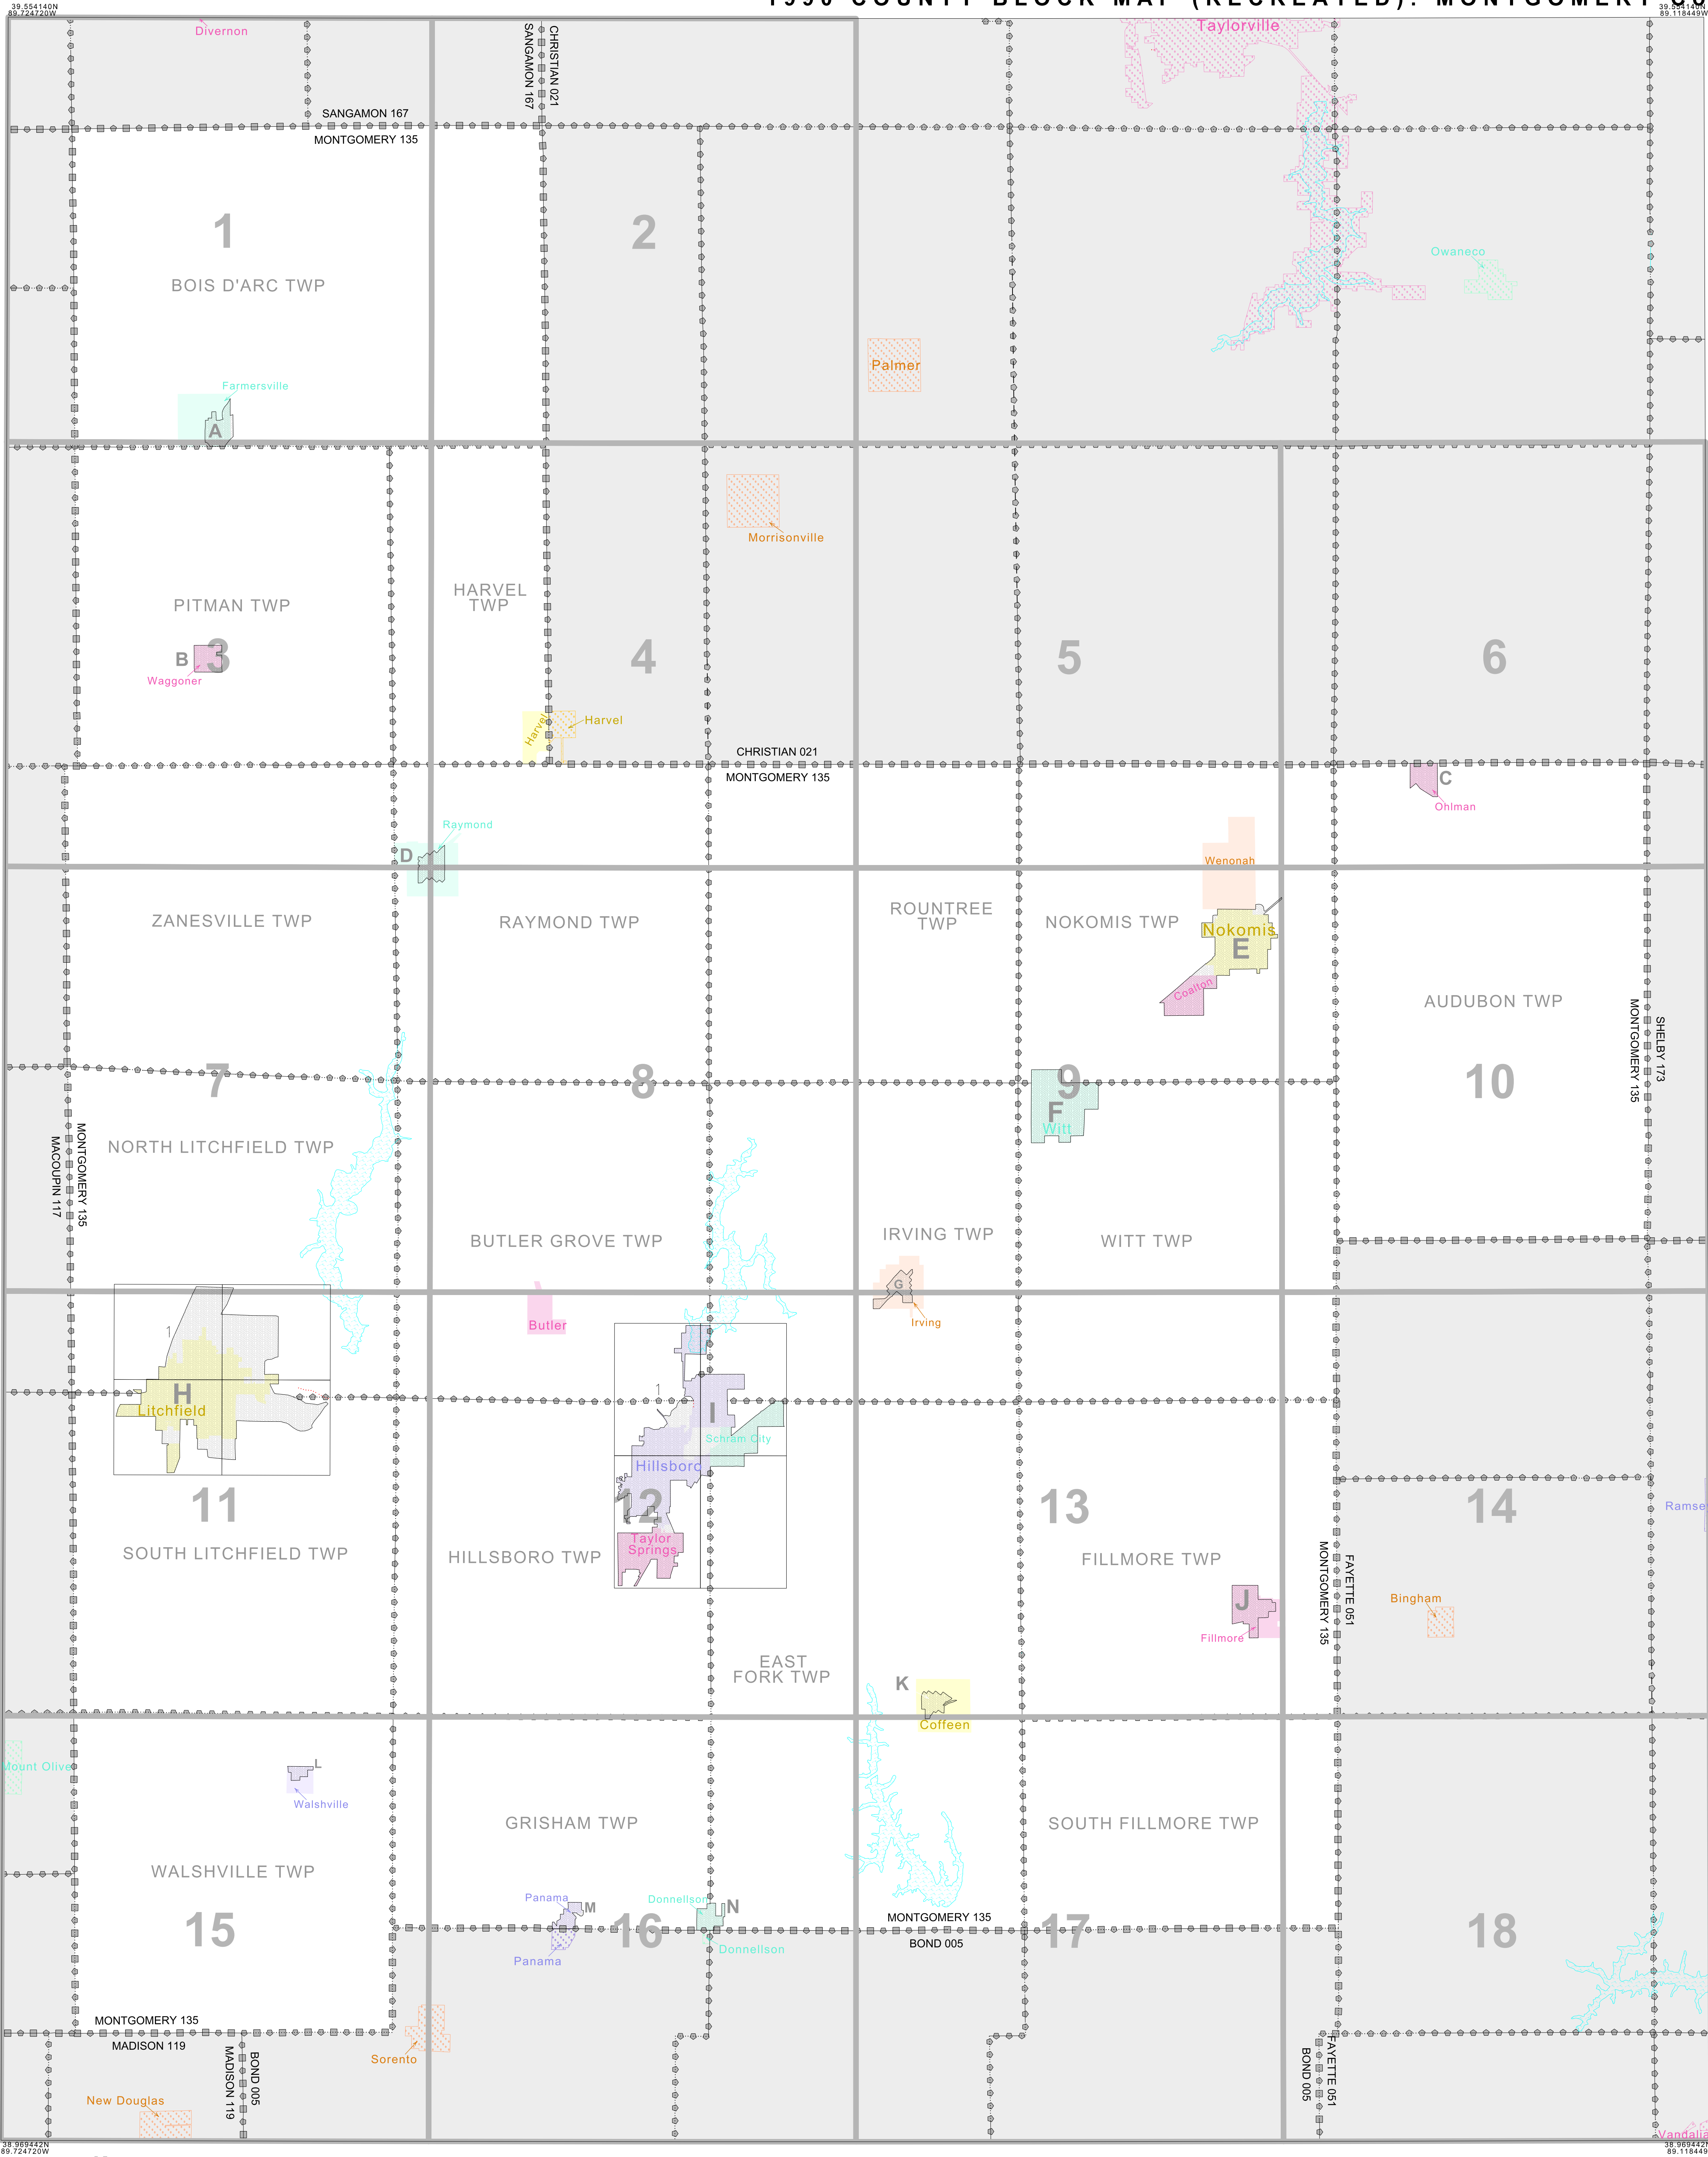 1990 COUNTY BLOCK MAP (RECREATED): MONTGOMERY
39.554140N
89.724720W
39.554140N
89.118449W
Divernon
SANGAMON 167
CHRISTIAN 021
Taylorville
SANGAMON 167
MONTGOMERY 135
1
2
BOIS D'ARC TWP
Owaneco
Palmer
Farmersville
A
Morrisonville
HARVEL
TWP
PITMAN TWP
B
3
4
5
6
Waggoner
Harvel
Harvel
CHRISTIAN 021
MONTGOMERY 135
C
Ohlman
Raymond
D
Wenonah
ZANESVILLE TWP
RAYMOND TWP
ROUNTREE
TWP
NOKOMIS TWP
Nokomis
E
Coalton
AUDUBON TWP
MONTGOMERY 135
SHELBY 173
7
8
9
10
F
Witt
MACOUPIN 117
MONTGOMERY 135
NORTH LITCHFIELD TWP
BUTLER GROVE TWP
IRVING TWP
WITT TWP
G
Irving
Butler
1
H
Litchfield
1
I
Schram City
Hillsboro
11
12
13
14
Ramse
Taylor
Springs
SOUTH LITCHFIELD TWP
HILLSBORO TWP
FILLMORE TWP
MONTGOMERY 135
FAYETTE 051
Bingham
J
Fillmore
EAST
FORK TWP
K
Coffeen
Mount Olive
L
Walshville
GRISHAM TWP
SOUTH FILLMORE TWP
WALSHVILLE TWP
Panama
M
Donnellson
N
15
16
17
18
MONTGOMERY 135
BOND 005
Panama
Donnellson
MONTGOMERY 135
MADISON 119
Sorento
MADISON 119
BOND 005
BOND 005
FAYETTE 051
New Douglas
Vandalia
38.969442N
89.724720W
38.969442N
89.118449